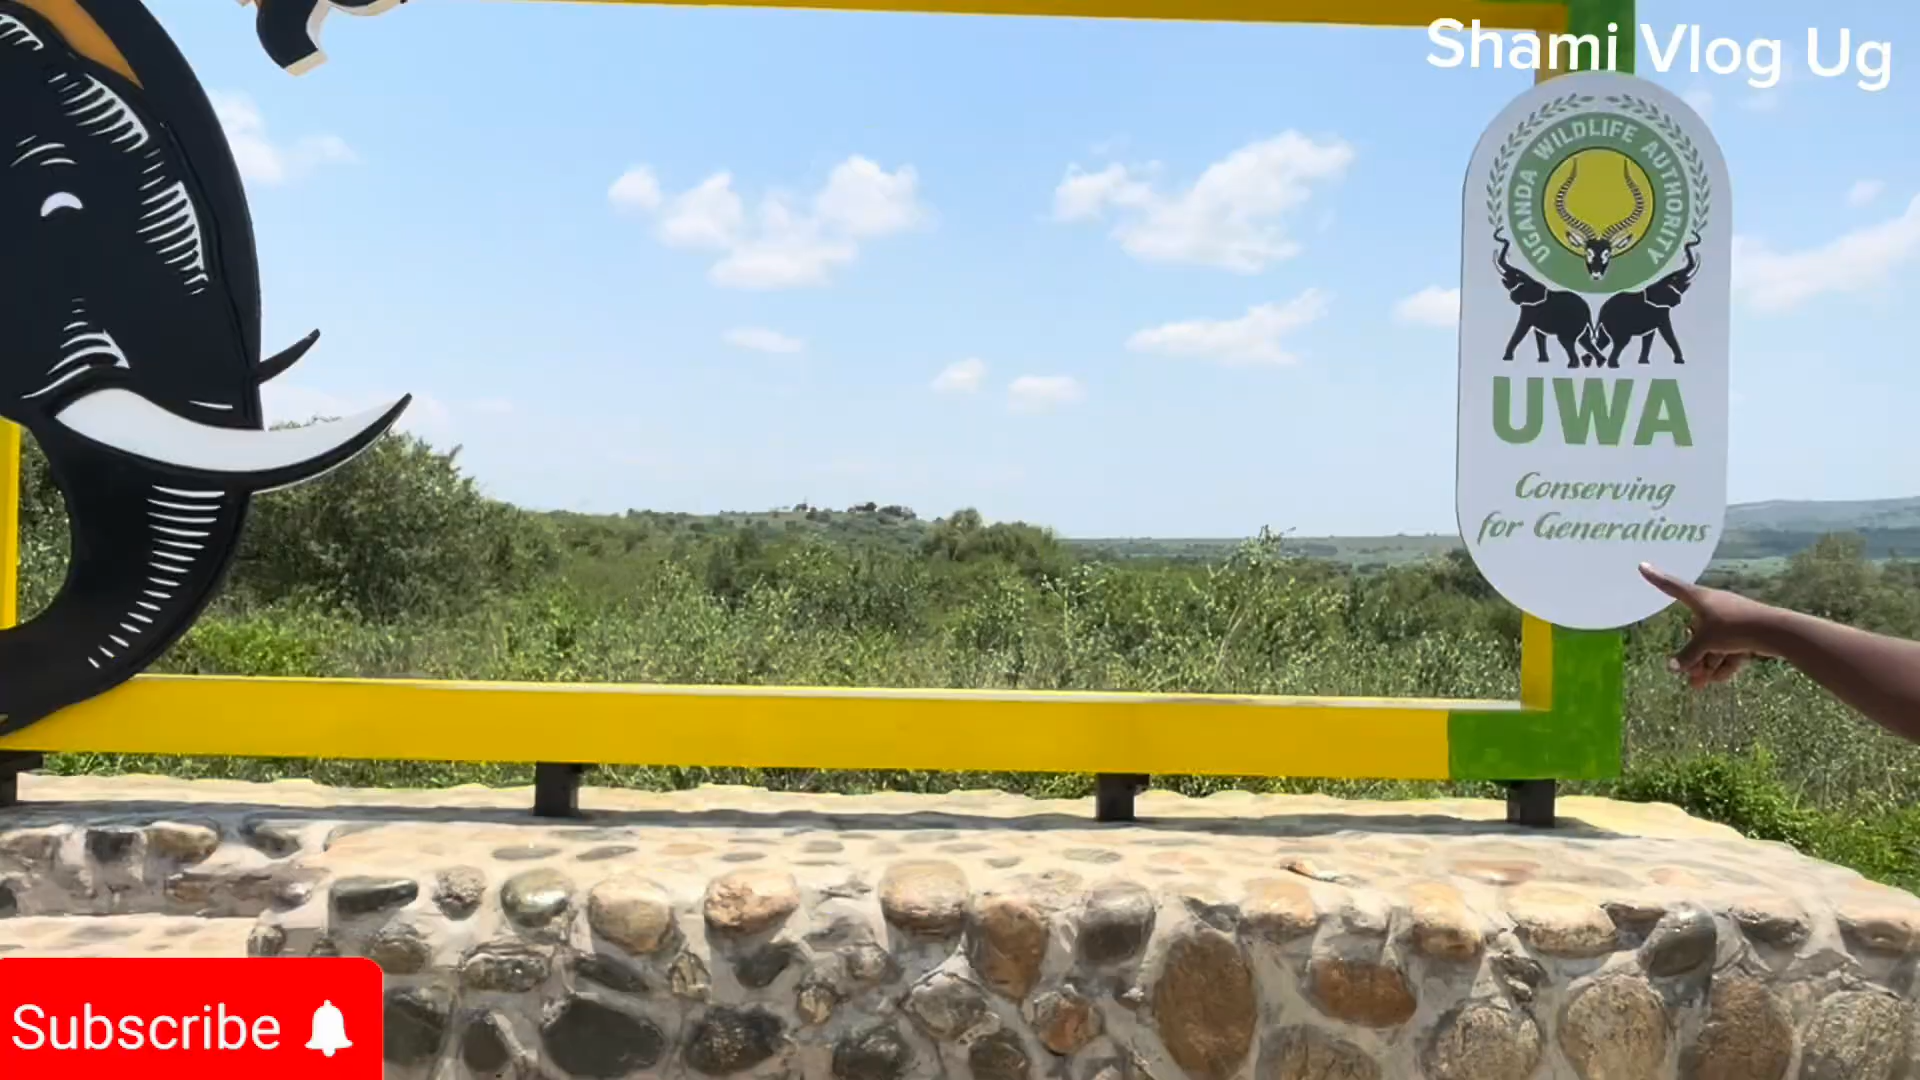 Shami Vlog Ug
UGANDA WILDLIFE AUTHORITY
UWA
Conserving
for Generations
Subscribe